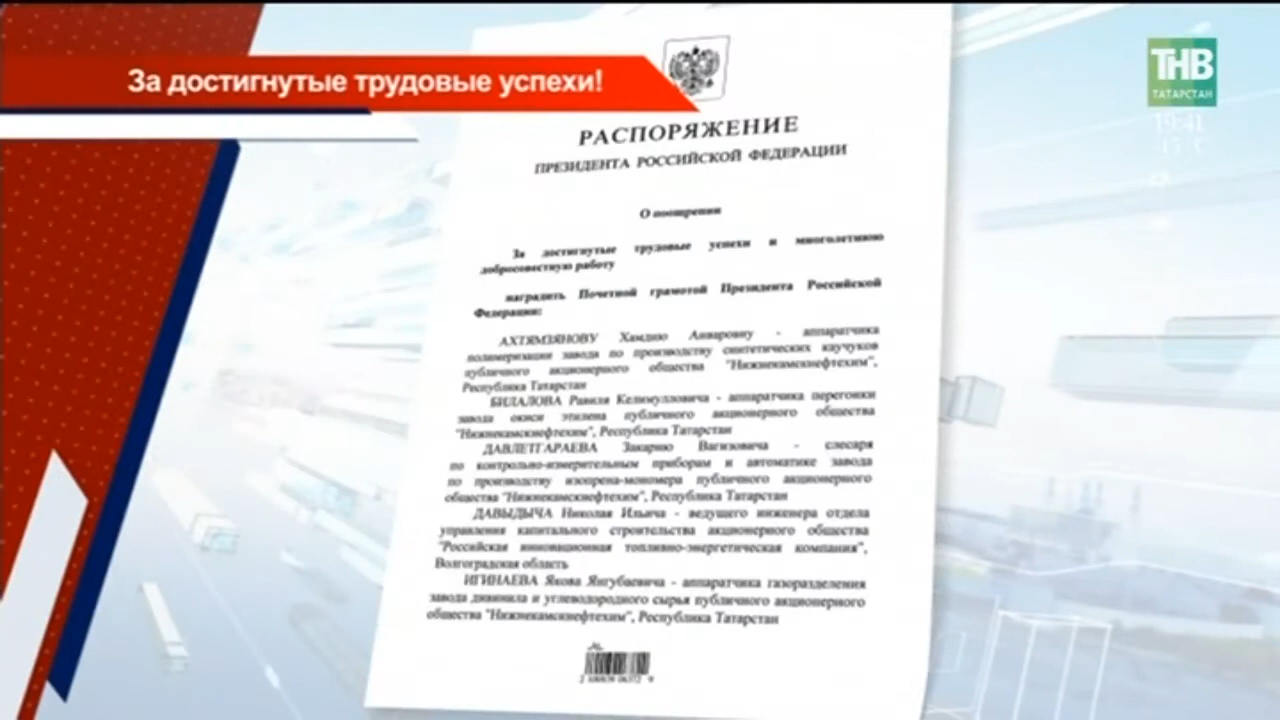 За достигнутые трудовые успехи!
ТНВ
ТАТАРСТАН
19:41
РАСПОРЯЖЕНИЕ
ПРЕЗИДЕНТА РОССИЙСКОЙ ФЕДЕРАЦИИ
О поощрении
За достигнутые трудовые успехи и многолетнюю
добросовестную работу
наградить Почетной грамотой Президента Российской
Федерации:
АХТЯМЗЯНОВУ Хамдию Анваровну - аппаратчика
полимеризации завода по производству синтетических каучуков
публичного акционерного общества "Нижнекамскнефтехим",
Республика Татарстан
БИЛАЛОВА Равиля Келимулловича - аппаратчика перегонки
завода окиси этилена публичного акционерного общества
"Нижнекамскнефтехим", Республика Татарстан
ДАВЛЕТГАРАЕВА Закарию Вагизовича - слесаря
по контрольно-измерительным приборам и автоматике завода
по производству изопрена-мономера публичного акционерного
общества "Нижнекамскнефтехим", Республика Татарстан
ДАВЫДЫЧА Николая Ильича - ведущего инженера отдела
управления капитального строительства акционерного общества
"Российская инновационная топливно-энергетическая компания",
Волгоградская область
ИГИНАЕВА Якова Янгубаевича - аппаратчика газоразделения
завода дивинила и углеводородного сырья публичного акционерного
общества "Нижнекамскнефтехим", Республика Татарстан